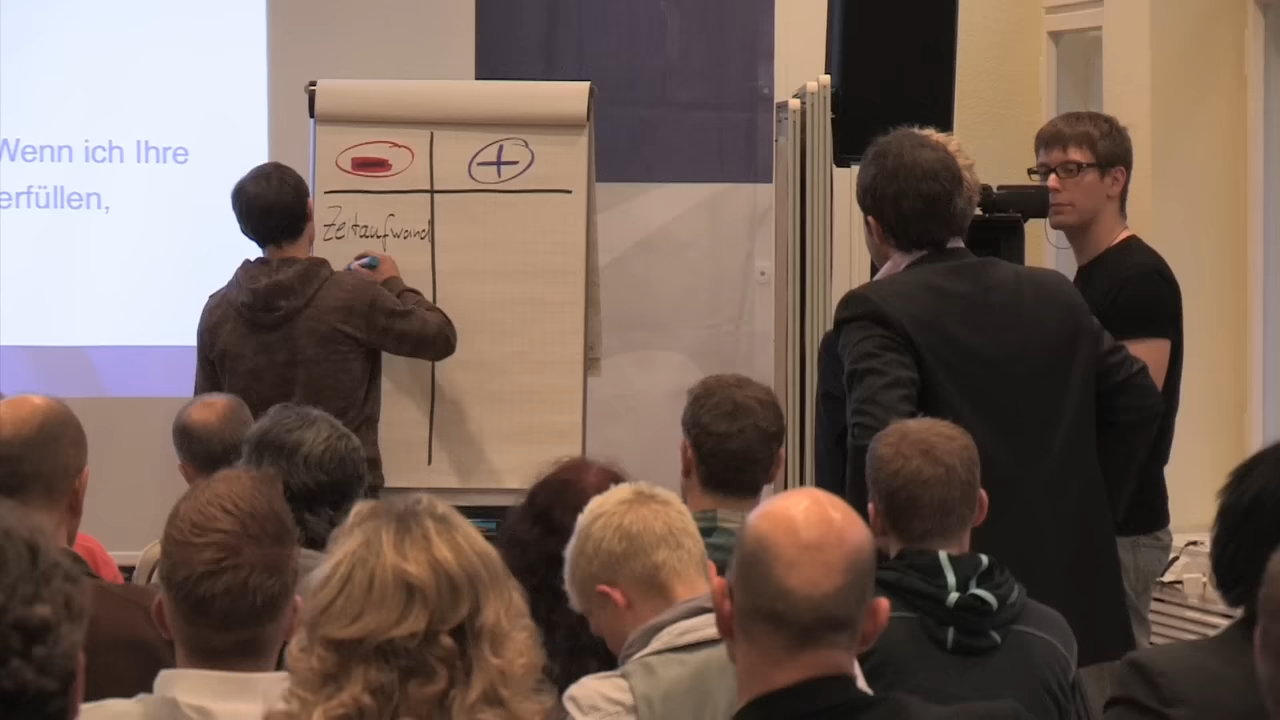 Wenn ich Ihre
erfüllen,
- +
Zeitaufwand